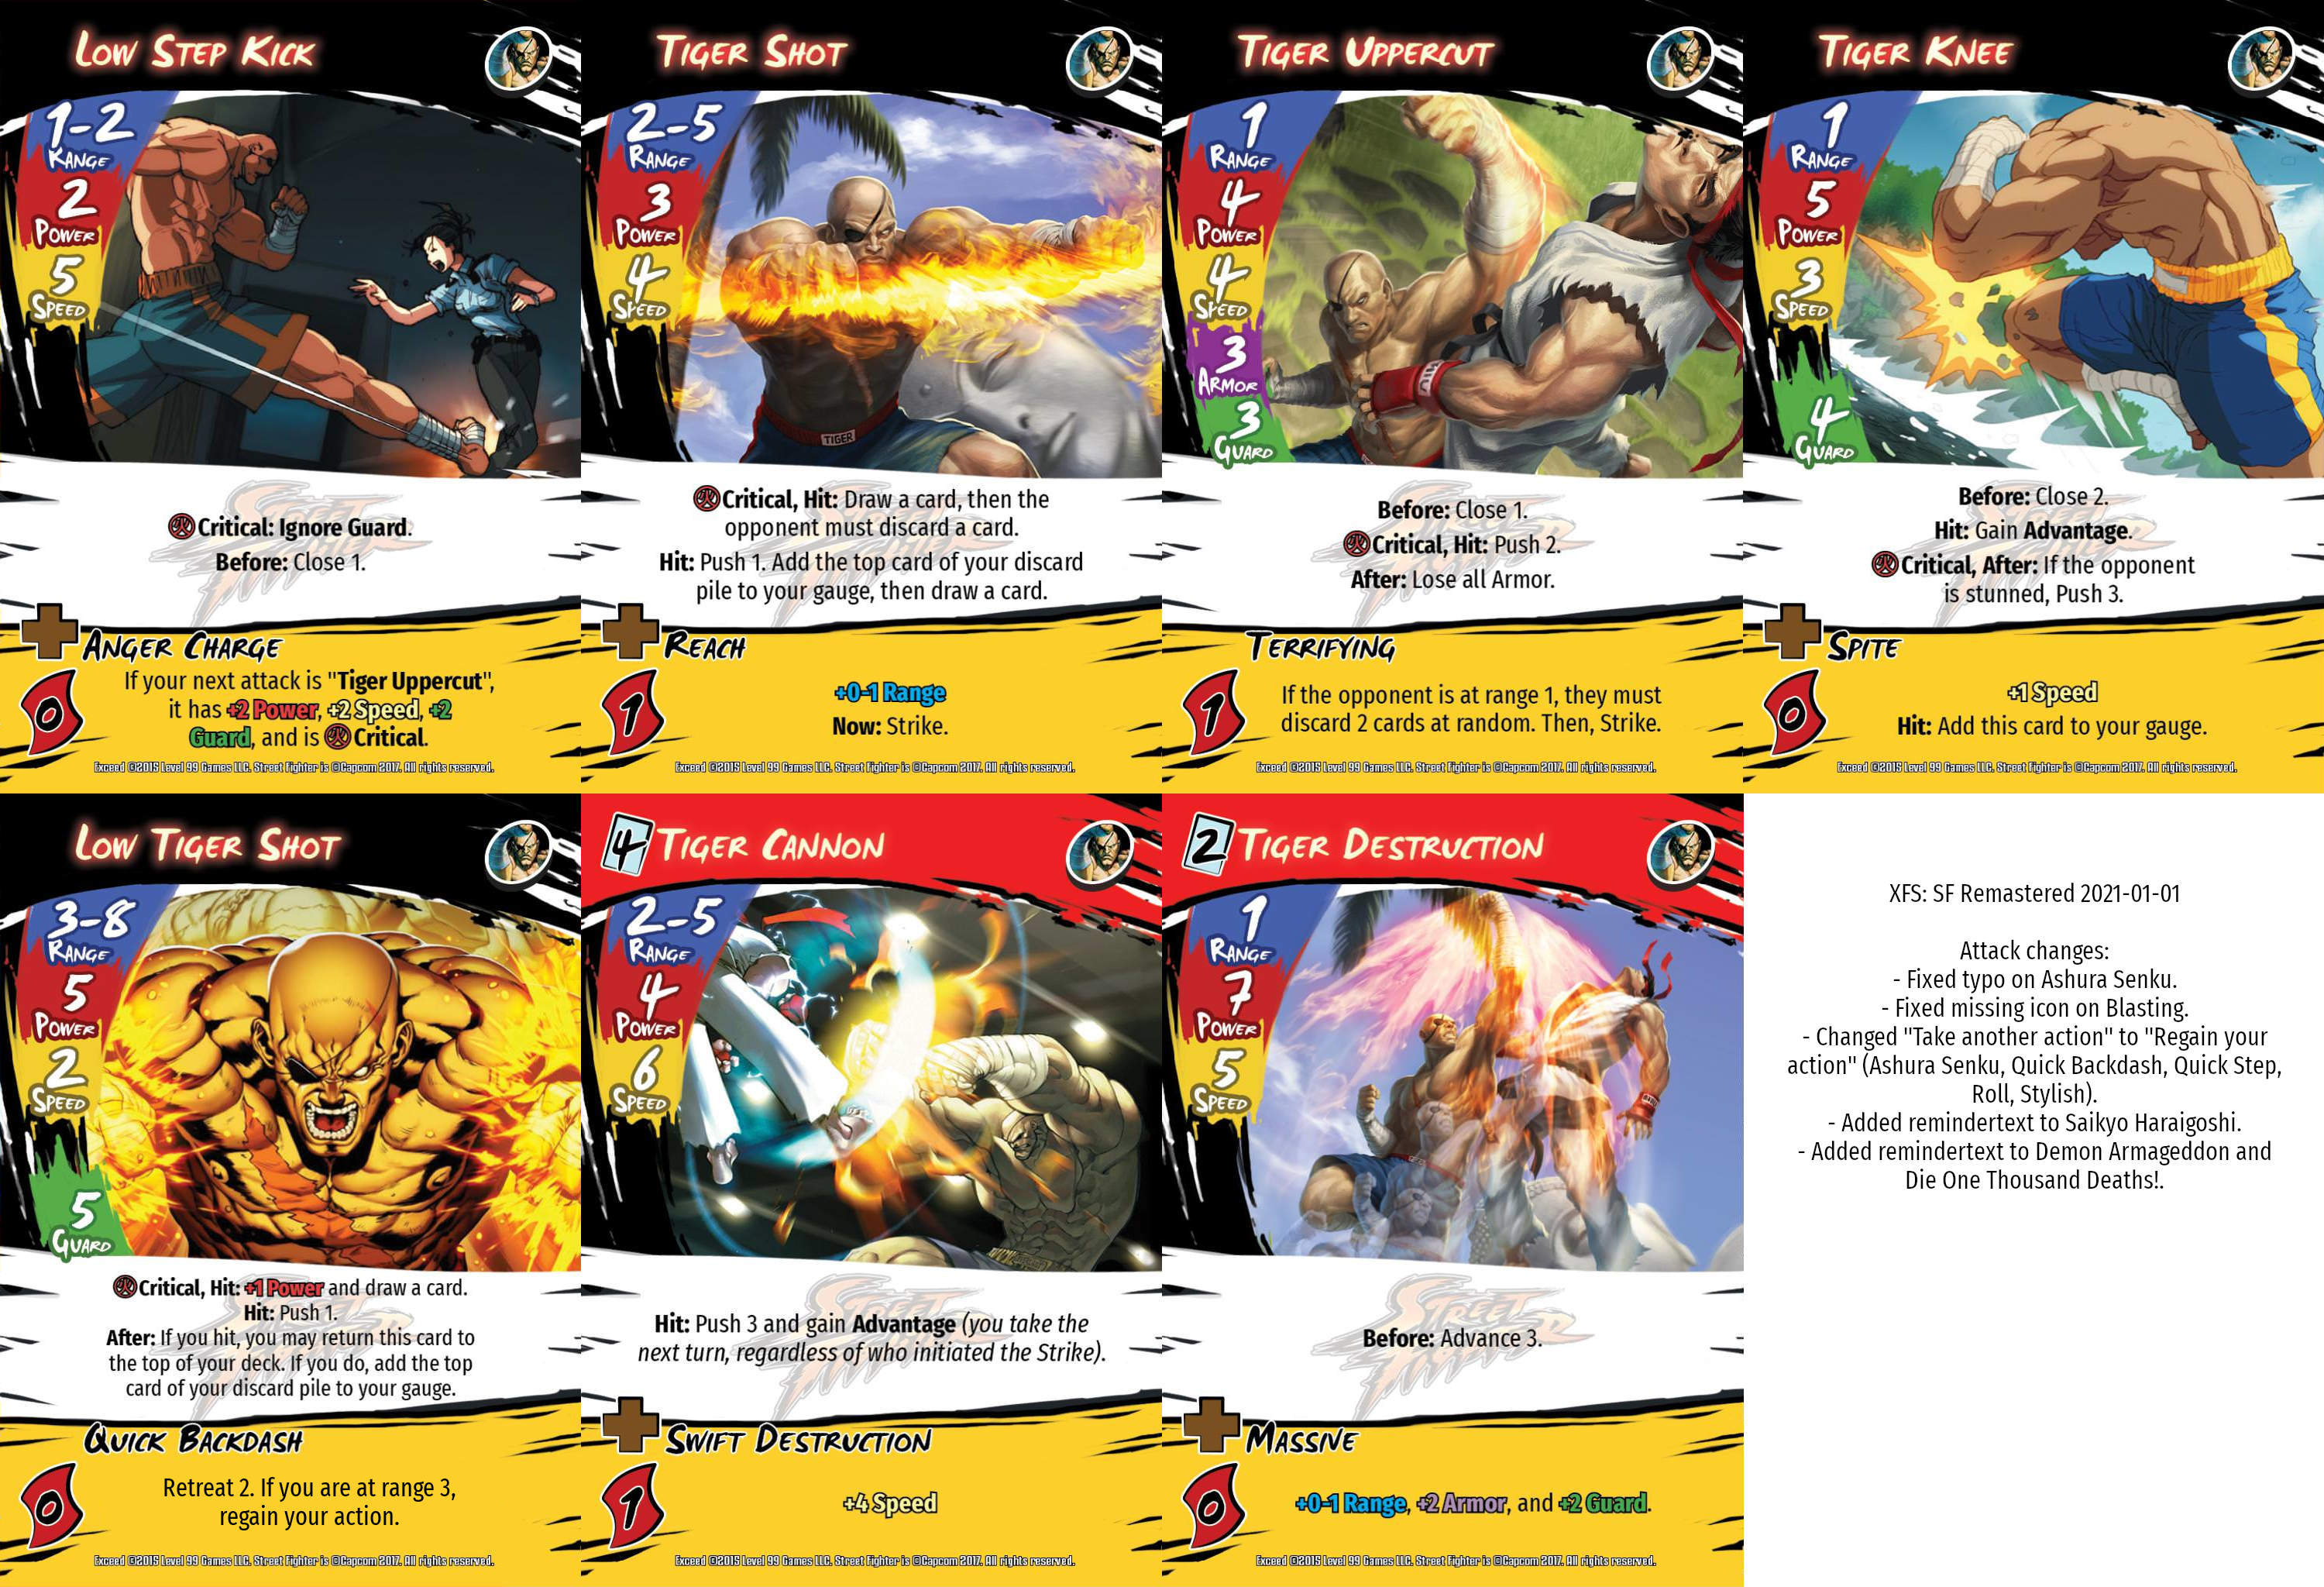 LOW STEP KICK
1-2
RANGE
2
POWER
5
SPEED
Critical: Ignore Guard.
Before: Close 1.
ANGER CHARGE
0
If your next attack is "Tiger Uppercut",
it has +2 Power, +2 Speed, +2
Guard, and is Critical.
Exceed ©2015 Level 99 Games LLC. Street Fighter is ©Capcom 2017. All rights reserved.
TIGER SHOT
2-5
RANGE
3
POWER
4
SPEED
TIGER
Critical, Hit: Draw a card, then the
opponent must discard a card.
Hit: Push 1. Add the top card of your discard
pile to your gauge, then draw a card.
REACH
1
+0-1 Range
Now: Strike.
Exceed ©2015 Level 99 Games LLC. Street Fighter is ©Capcom 2017. All rights reserved.
TIGER UPPERCUT
1
RANGE
4
POWER
4
SPEED
3
ARMOR
3
GUARD
Before: Close 1.
Critical, Hit: Push 2.
After: Lose all Armor.
TERRIFYING
1
If the opponent is at range 1, they must
discard 2 cards at random. Then, Strike.
Exceed ©2015 Level 99 Games LLC. Street Fighter is ©Capcom 2017. All rights reserved.
TIGER KNEE
1
RANGE
5
POWER
3
SPEED
4
GUARD
Before: Close 2.
Hit: Gain Advantage.
Critical, After: If the opponent
is stunned, Push 3.
SPITE
0
+1 Speed
Hit: Add this card to your gauge.
Exceed ©2015 Level 99 Games LLC. Street Fighter is ©Capcom 2017. All rights reserved.
LOW TIGER SHOT
3-8
RANGE
5
POWER
2
SPEED
5
GUARD
Critical, Hit: +1 Power and draw a card.
Hit: Push 1.
After: If you hit, you may return this card to
the top of your deck. If you do, add the top
card of your discard pile to your gauge.
QUICK BACKDASH
0
Retreat 2. If you are at range 3,
regain your action.
Exceed ©2015 Level 99 Games LLC. Street Fighter is ©Capcom 2017. All rights reserved.
4
TIGER CANNON
2-5
RANGE
4
POWER
6
SPEED
Hit: Push 3 and gain Advantage (you take the
next turn, regardless of who initiated the Strike).
SWIFT DESTRUCTION
1
+4 Speed
Exceed ©2015 Level 99 Games LLC. Street Fighter is ©Capcom 2017. All rights reserved.
2
TIGER DESTRUCTION
1
RANGE
7
POWER
5
SPEED
Before: Advance 3.
MASSIVE
0
+0-1 Range, +2 Armor, and +2 Guard.
Exceed ©2015 Level 99 Games LLC. Street Fighter is ©Capcom 2017. All rights reserved.
XFS: SF Remastered 2021-01-01
Attack changes:
- Fixed typo on Ashura Senku.
- Fixed missing icon on Blasting.
- Changed "Take another action" to "Regain your
action" (Ashura Senku, Quick Backdash, Quick Step,
Roll, Stylish).
- Added remindertext to Saikyo Haraigoshi.
- Added remindertext to Demon Armageddon and
Die One Thousand Deaths!.